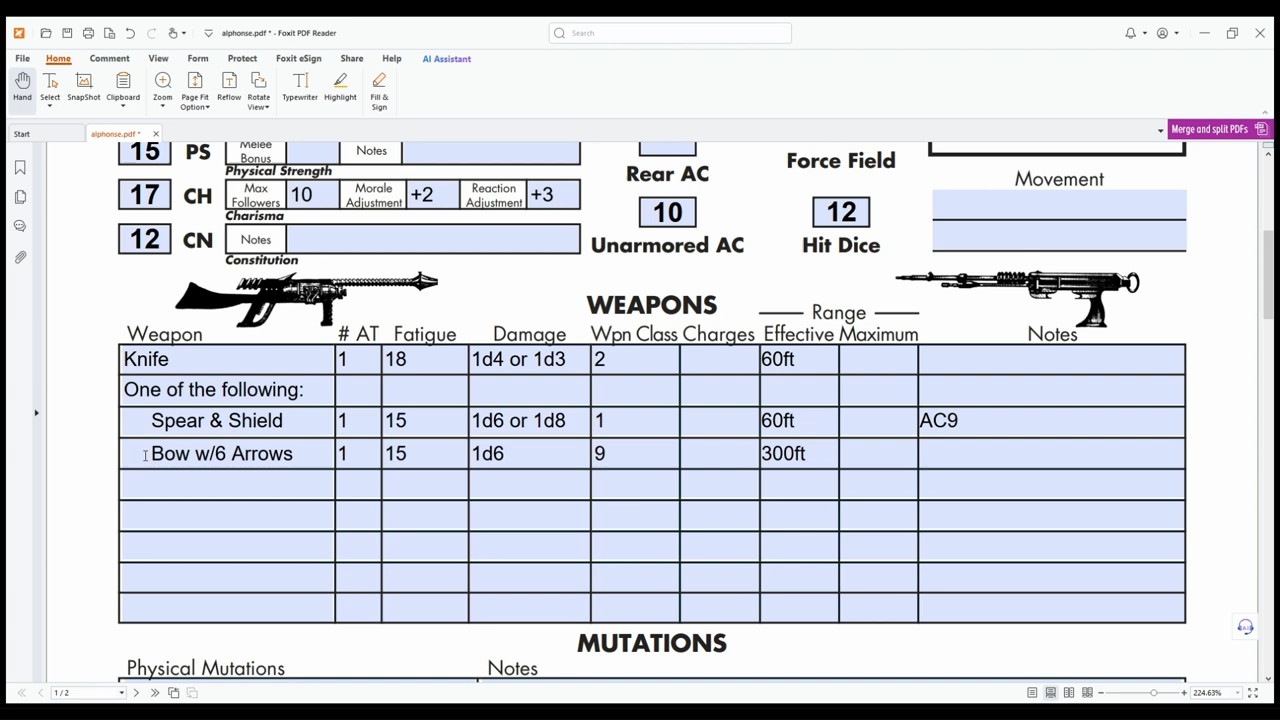 alphonse.pdf * - Foxit PDF Reader
Search
File Home Comment View Form Protect Foxit eSign Share Help AI Assistant
Hand Select SnapShot Clipboard Zoom Page Fit Option Reflow Rotate View Typewriter Highlight Fill & Sign
Start alphonse.pdf * Merge and split PDFs
15 PS Melee Bonus Notes
Physical Strength
Rear AC
Force Field
Movement
17 CH Max Followers 10 Morale Adjustment +2 Reaction Adjustment +3
Charisma
10
Unarmored AC
12
Hit Dice
12 CN Notes
Constitution
WEAPONS
Range
Weapon # AT Fatigue Damage Wpn Class Charges Effective Maximum Notes
Knife 1 18 1d4 or 1d3 2 60ft
One of the following:
Spear & Shield 1 15 1d6 or 1d8 1 60ft AC9
Bow w/6 Arrows 1 15 1d6 9 300ft
MUTATIONS
Physical Mutations Notes
1 / 2 224.63%